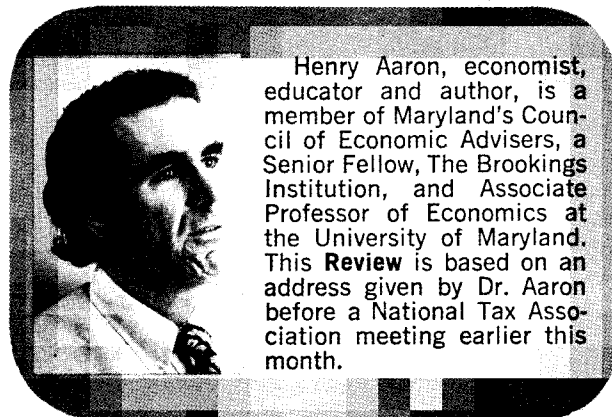 Henry Aaron, economist,
educator and author, is a
member of Maryland's Coun-
cil of Economic Advisers, a
Senior Fellow, The Brookings
Institution, and Associate
Professor of Economics at
the University of Maryland.
This Review is based on an
address given by Dr. Aaron
before a National Tax Asso-
ciation meeting earlier this
month.